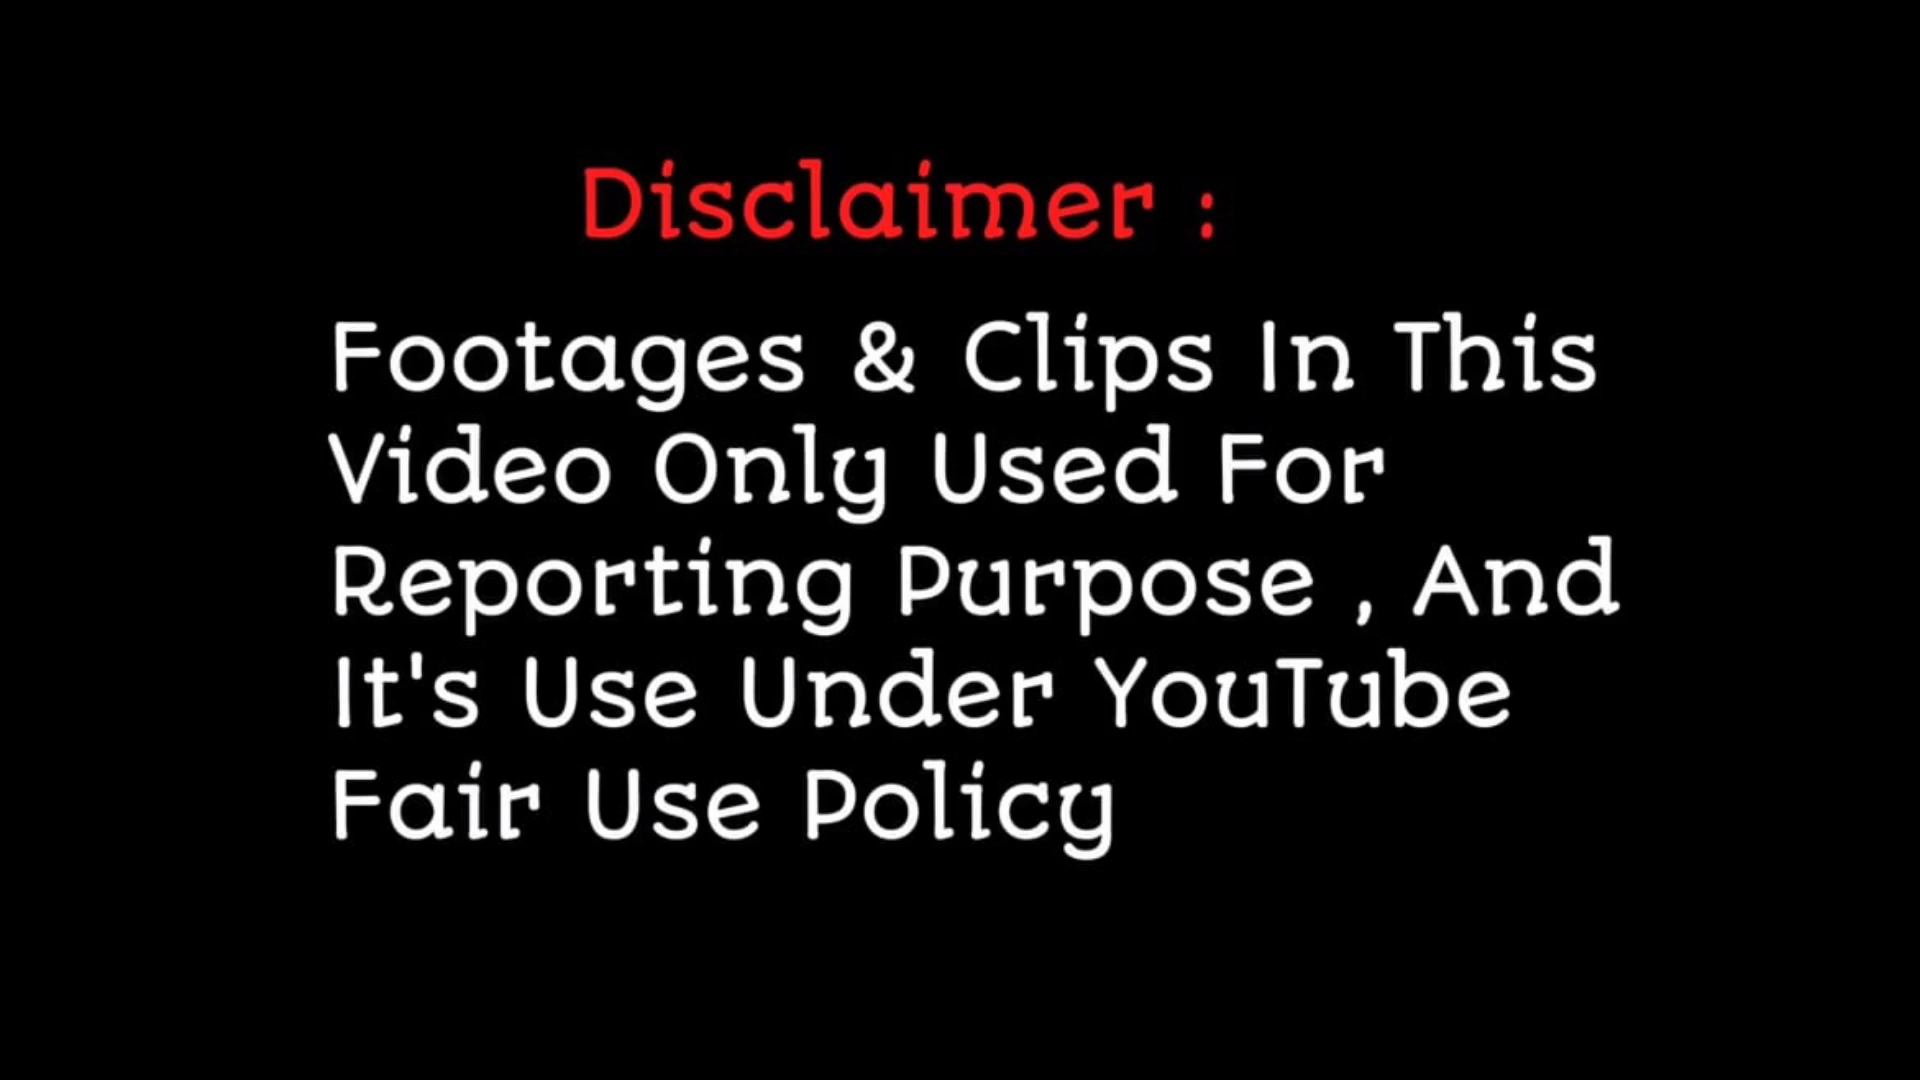 Disclaimer :
Footages & Clips In This
Video Only Used For
Reporting Purpose , And
It's Use Under YouTube
Fair Use Policy